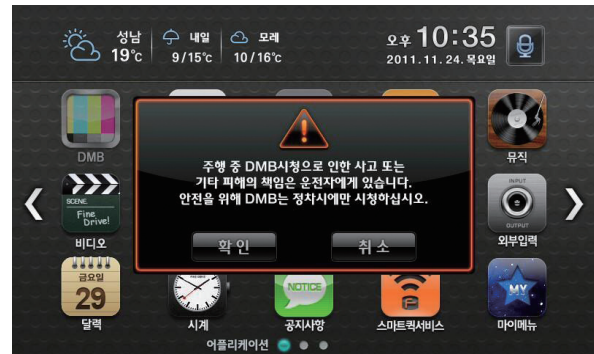 성남 내일 모레
19°c 9/15°c 10/16°c
오후 10:35
2011.11.24.목요일
DMB
주행 중 DMB시청으로 인한 사고 또는
기타 피해의 책임은 운전자에게 있습니다.
안전을 위해 DMB는 정차시에만 시청하십시오.
확인 취소
뮤직
SCENE.
Fine
Drive!
비디오
INPUT
OUTPUT
외부입력
금요일
29
달력
시계
NOTICE
공지사항
스마트퀵서비스
MY
마이메뉴
어플리케이션